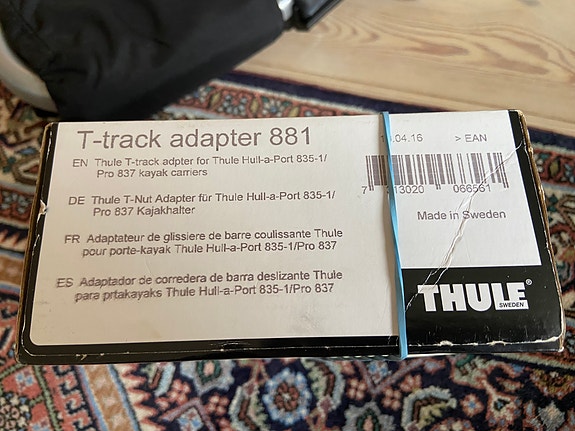 T-track adapter 881
EN Thule T-track adpter for Thule Hull-a-Port 835-1/
Pro 837 kayak carriers
DE Thule T-Nut Adapter für Thule Hull-a-Port 835-1/
Pro 837 Kajakhalter
FR Adaptateur de glissiere de barre coulissante Thule
pour porte-kayak Thule Hull-a-Port 835-1/Pro 837
ES Adaptador de corredera de barra deslizante Thule
para prtakayaks Thule Hull-a-Port 835-1/Pro 837
.04.16 > EAN
7 313020 066561
Made in Sweden
THULE
SWEDEN